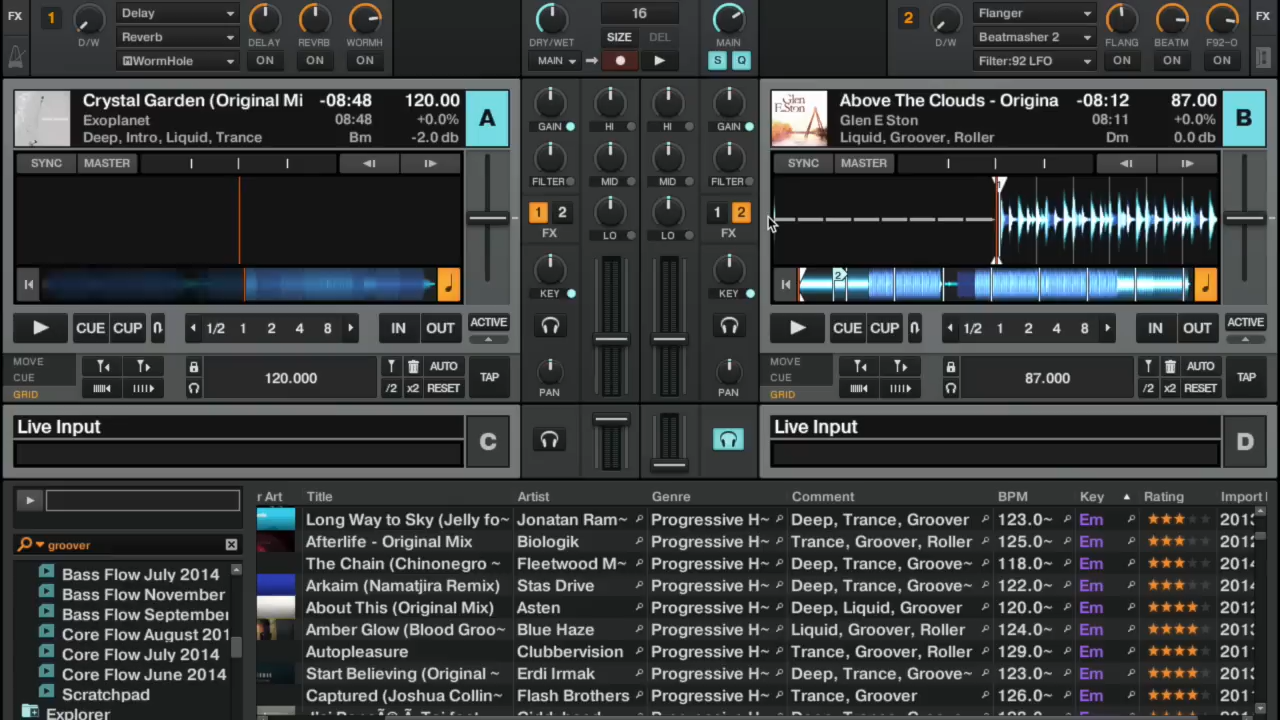 FX 1 Delay 16 2 Flanger FX
D/W Reverb DELAY REVRB WORMH DRY/WET SIZE DEL MAIN D/W Beatmasher 2 FLANG BEATM F92-O
WormHole ON ON ON MAIN S Q Filter:92 LFO ON ON ON
Crystal Garden (Original Mi -08:48 120.00 A
Exoplanet 08:48 +0.0%
Deep, Intro, Liquid, Trance Bm -2.0 db
SYNC MASTER
GAIN HI HI GAIN
FILTER MID MID FILTER
1 2 1 2
FX LO LO FX
KEY KEY
PAN PAN
Glen
E Ston
Above The Clouds - Origina -08:12 87.00 B
Glen E Ston 08:11 +0.0%
Liquid, Groover, Roller Dm 0.0 db
SYNC MASTER
2
CUE CUP 1/2 1 2 4 8 IN OUT ACTIVE
MOVE
CUE
GRID 120.000 AUTO TAP
/2 x2 RESET
CUE CUP 1/2 1 2 4 8 IN OUT ACTIVE
MOVE
CUE
GRID 87.000 AUTO TAP
/2 x2 RESET
Live Input C
Live Input D
groover
Bass Flow July 2014
Bass Flow November
Bass Flow September
Core Flow August 201
Core Flow July 2014
Core Flow June 2014
Scratchpad
Explorer
r Art Title Artist Genre Comment BPM Key Rating Import
Long Way to Sky (Jelly fo~ Jonatan Ram~ Progressive H~ Deep, Trance, Groover 123.0~ Em 2013
Afterlife - Original Mix Biologik Progressive H~ Trance, Groover, Roller 125.0~ Em 2013
The Chain (Chinonegro ~ Fleetwood M~ Progressive H~ Deep, Trance, Groove~ 118.0~ Em 2014
Arkaim (Namatjira Remix) Stas Drive Progressive H~ Deep, Trance, Groove~ 122.0~ Em 2014
About This (Original Mix) Asten Progressive H~ Deep, Liquid, Groover 120.0~ Em 2012
Amber Glow (Blood Groo~ Blue Haze Progressive H~ Liquid, Groover, Roller 124.0~ Em 2013
Autopleasure Clubbervision Progressive H~ Trance, Groover, Roller 129.0~ Em 2011
Start Believing (Original ~ Erdi Irmak Progressive H~ Deep, Trance, Groove~ 123.0~ Em 2013
Captured (Joshua Collin~ Flash Brothers Progressive H~ Trance, Groover 126.0~ Em 2011